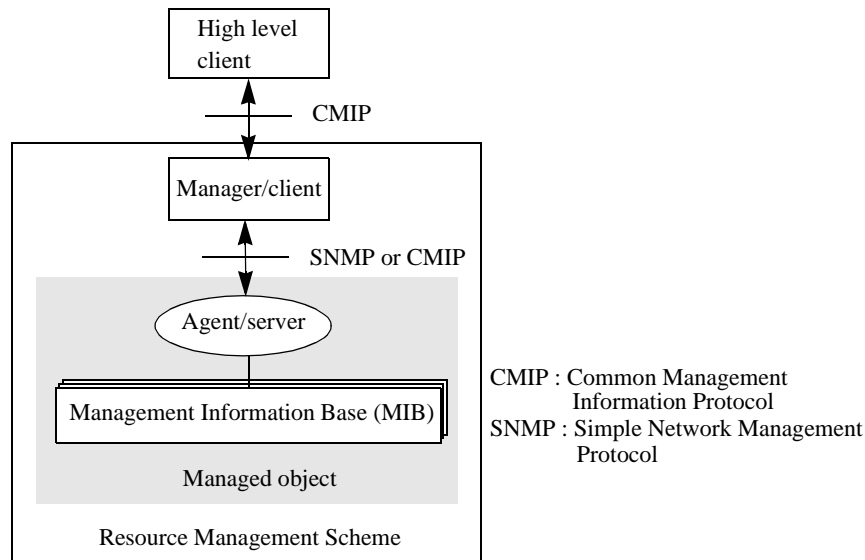 High level
client
CMIP
Manager/client
SNMP or CMIP
Agent/server
Management Information Base (MIB)
Managed object
Resource Management Scheme
CMIP : Common Management
Information Protocol
SNMP : Simple Network Management
Protocol